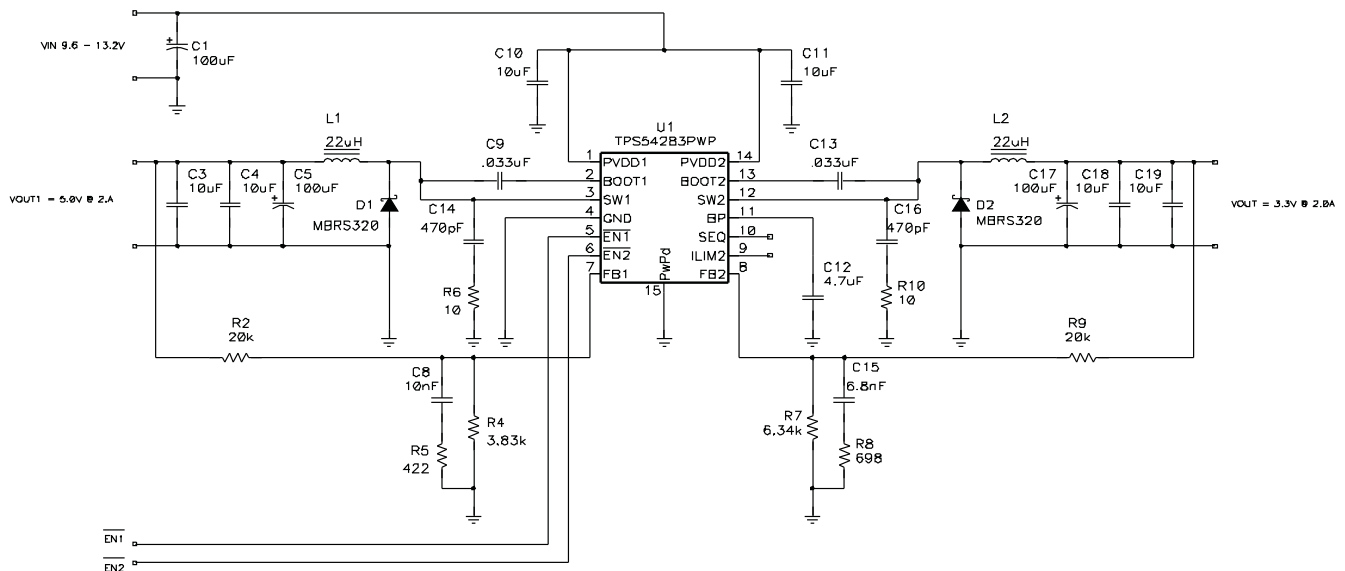 VIN 9.6 - 13.2V
C1
100uF
C10
10uF
C11
10uF
U1
TPS54283PWP
L1
22uH
C9
.033uF
C13
.033uF
L2
22uH
1
PVDD1
PVDD2
14
2
BOOT1
BOOT2
13
3
SW1
SW2
12
4
GND
BP
11
5
EN1
SEQ
10
6
EN2
ILIM2
9
7
FB1
FB2
8
PwPd
15
C3
10uF
C4
10uF
C5
100uF
VOUT1 = 5.0V @ 2.A
D1
MBRS320
C14
470pF
C16
470pF
D2
MBRS320
C17
100uF
C18
10uF
C19
10uF
VOUT = 3.3V @ 2.0A
R6
10
C12
4.7uF
R10
10
R2
20k
R9
20k
C8
10nF
C15
6.8nF
R5
422
R4
3.83k
R7
6.34k
R8
698
EN1
EN2